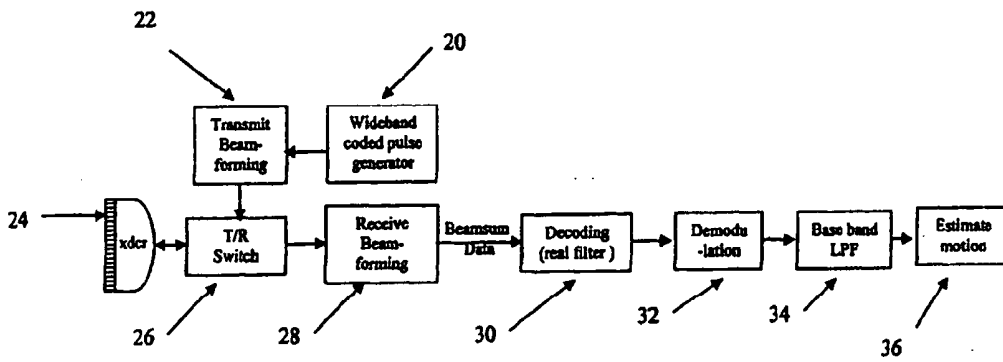 22
20
Transmit
Beam-
forming
Wideband
coded pulse
generator
24
xdcr
T/R
Switch
Receive
Beam-
forming
Beamsum
Data
Decoding
(real filter )
Demodu
-lation
Base band
LPF
Estimate
motion
26
28
30
32
34
36